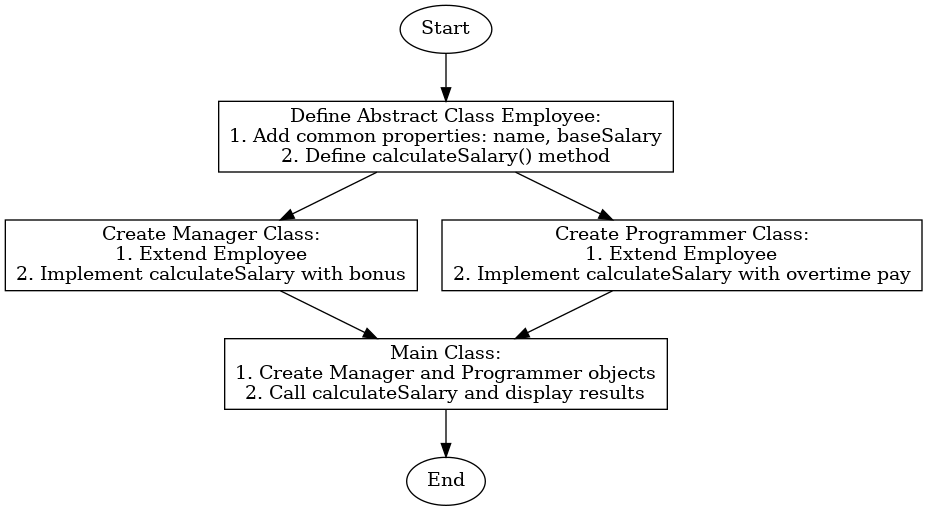 Start
Define Abstract Class Employee:
1. Add common properties: name, baseSalary
2. Define calculateSalary() method
Create Manager Class:
1. Extend Employee
2. Implement calculateSalary with bonus
Create Programmer Class:
1. Extend Employee
2. Implement calculateSalary with overtime pay
Main Class:
1. Create Manager and Programmer objects
2. Call calculateSalary and display results
End